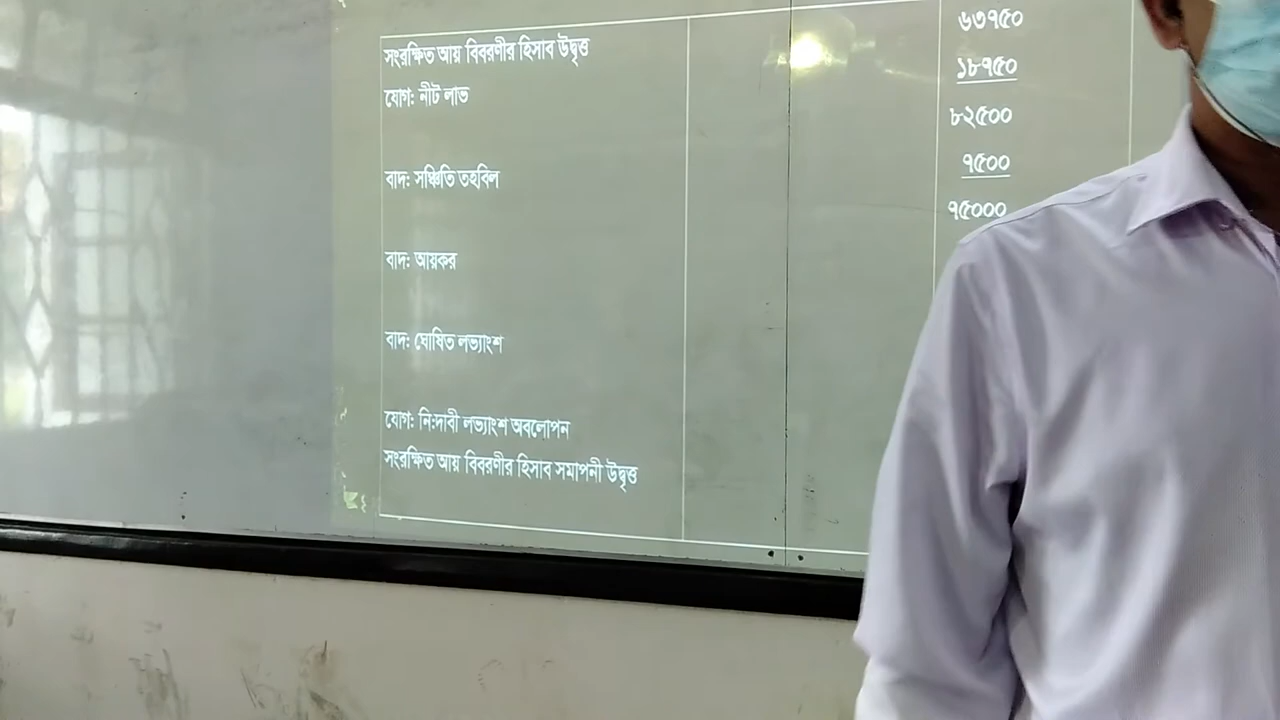 ৬৩৭৫০
সংরক্ষিত আয় বিবরণীর হিসাব উদ্বৃত্ত
১৮৭৫০
যোগ: নীট লাভ
৮২৫০০
৭৫০০
বাদ: সঞ্চিতি তহবিল
৭৫০০০
বাদ: আয়কর
বাদ: ঘোষিত লভ্যাংশ
যোগ: নি:দাবী লভ্যাংশ অবলোপন
সংরক্ষিত আয় বিবরণীর হিসাব সমাপনী উদ্বৃত্ত